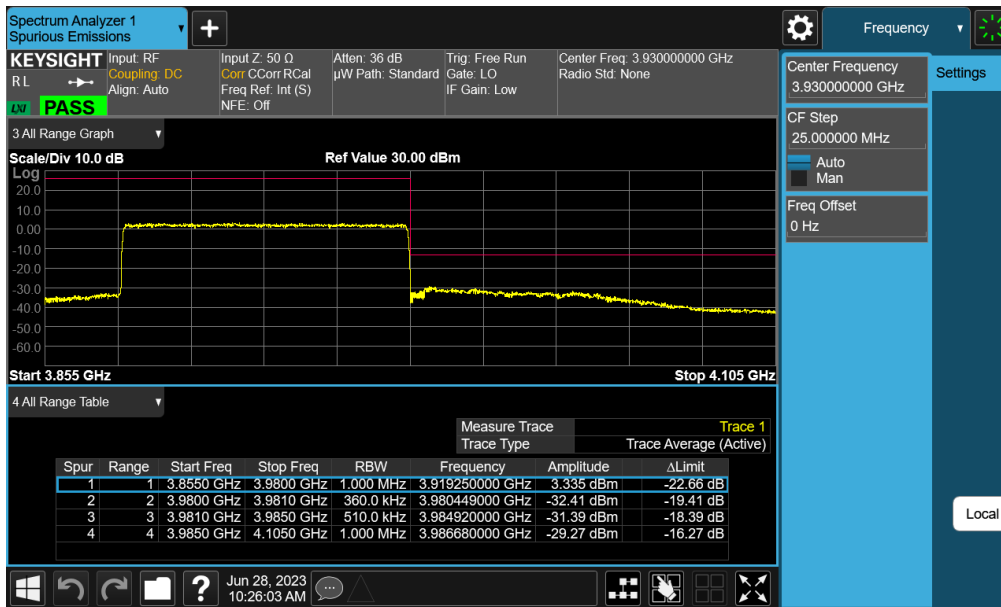 Spectrum Analyzer 1
Spurious Emissions
Frequency
KEYSIGHT
R L
LXI
PASS
Input: RF
Coupling: DC
Align: Auto
Input Z: 50 Ω
Corr CCorr RCal
Freq Ref: Int (S)
NFE: Off
Atten: 36 dB
µW Path: Standard
Trig: Free Run
Gate: LO
IF Gain: Low
Center Freq: 3.930000000 GHz
Radio Std: None
Center Frequency
3.930000000 GHz
Settings
CF Step
25.000000 MHz
Auto
Man
Freq Offset
0 Hz
Local
3 All Range Graph
Scale/Div 10.0 dB
Ref Value 30.00 dBm
Log
20.0
10.0
0.00
-10.0
-20.0
-30.0
-40.0
-50.0
-60.0
Start 3.855 GHz
Stop 4.105 GHz
4 All Range Table
Measure Trace Trace 1
Trace Type Trace Average (Active)
Spur Range Start Freq Stop Freq RBW Frequency Amplitude ΔLimit
1 1 3.8550 GHz 3.9800 GHz 1.000 MHz 3.919250000 GHz 3.335 dBm -22.66 dB
2 2 3.9800 GHz 3.9810 GHz 360.0 kHz 3.980449000 GHz -32.41 dBm -19.41 dB
3 3 3.9810 GHz 3.9850 GHz 510.0 kHz 3.984920000 GHz -31.39 dBm -18.39 dB
4 4 3.9850 GHz 4.1050 GHz 1.000 MHz 3.986680000 GHz -29.27 dBm -16.27 dB
Jun 28, 2023
10:26:03 AM